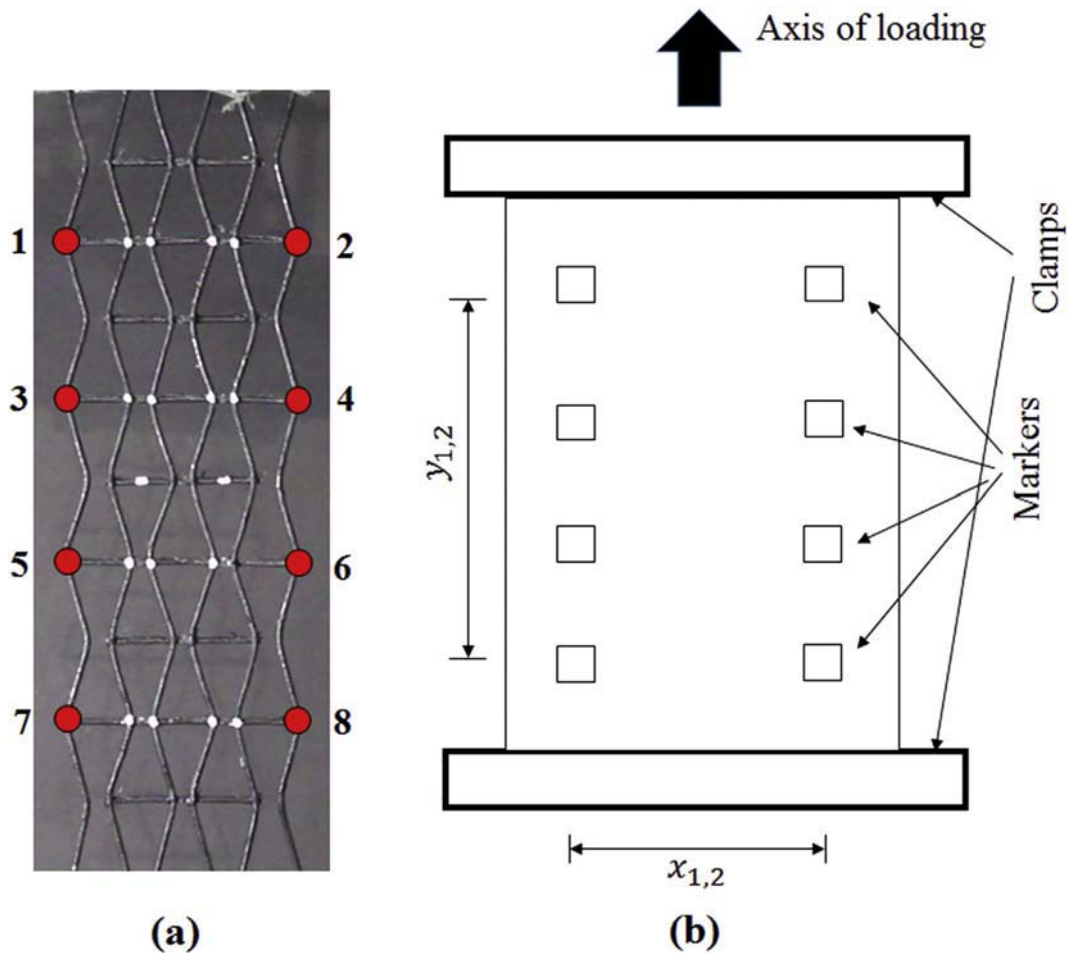 Axis of loading
1 2
3 4
5 6
7 8
y1,2
Markers
Clamps
x1,2
(a) (b)